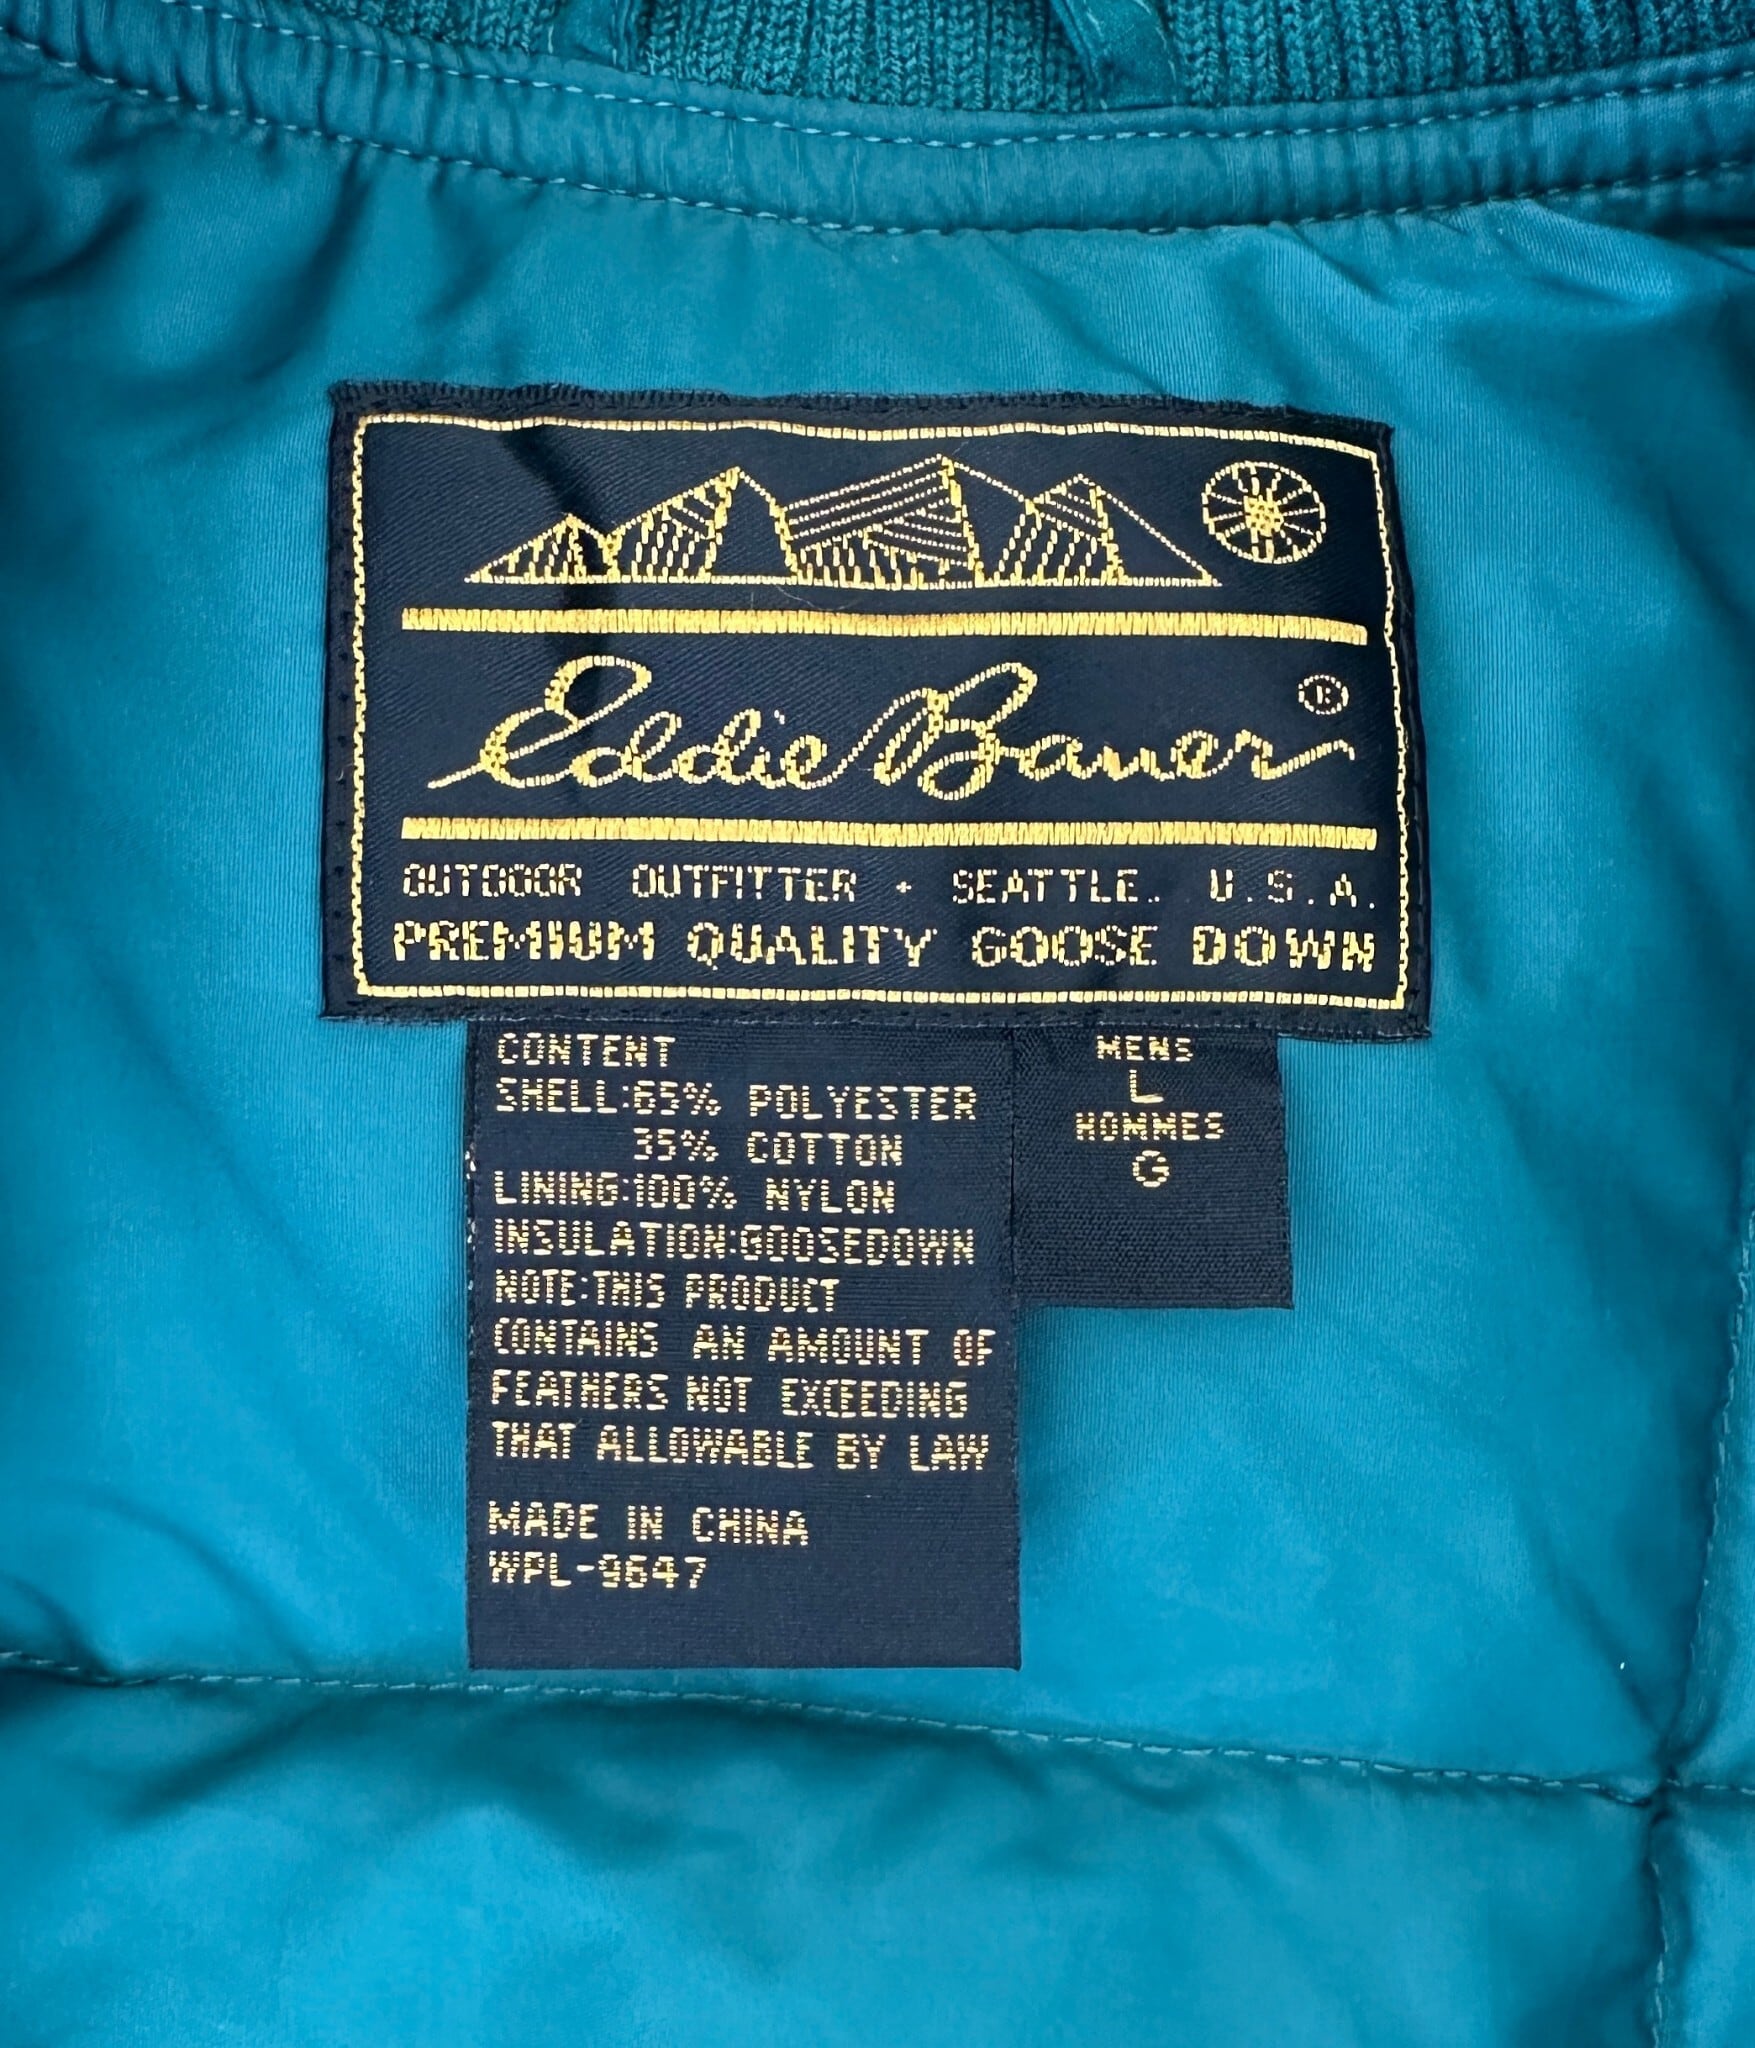 Eddie Bauer ®
OUTDOOR OUTFITTER · SEATTLE. U.S.A.
PREMIUM QUALITY GOOSE DOWN
CONTENT
SHELL:65% POLYESTER
35% COTTON
LINING:100% NYLON
INSULATION:GOOSEDOWN
NOTE:THIS PRODUCT
CONTAINS AN AMOUNT OF
FEATHERS NOT EXCEEDING
THAT ALLOWABLE BY LAW
MADE IN CHINA
WPL-9647
MENS
L
HOMMES
G